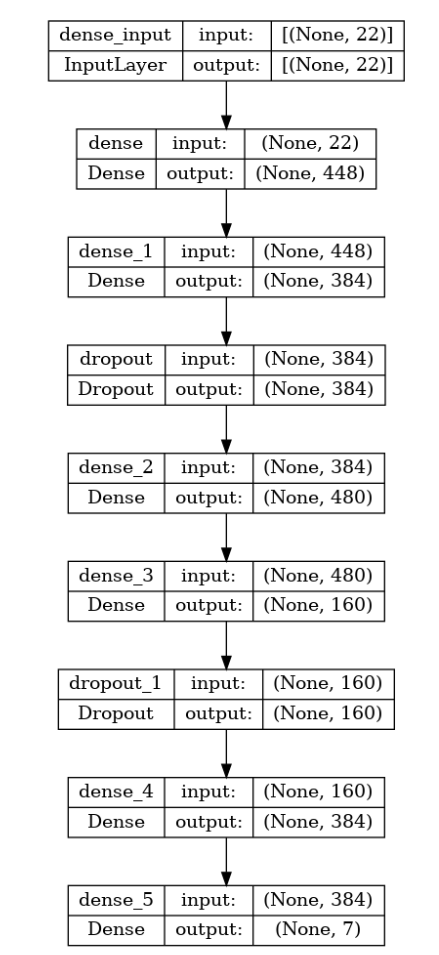 dense_input input: [(None, 22)]
InputLayer output: [(None, 22)]
dense input: (None, 22)
Dense output: (None, 448)
dense_1 input: (None, 448)
Dense output: (None, 384)
dropout input: (None, 384)
Dropout output: (None, 384)
dense_2 input: (None, 384)
Dense output: (None, 480)
dense_3 input: (None, 480)
Dense output: (None, 160)
dropout_1 input: (None, 160)
Dropout output: (None, 160)
dense_4 input: (None, 160)
Dense output: (None, 384)
dense_5 input: (None, 384)
Dense output: (None, 7)